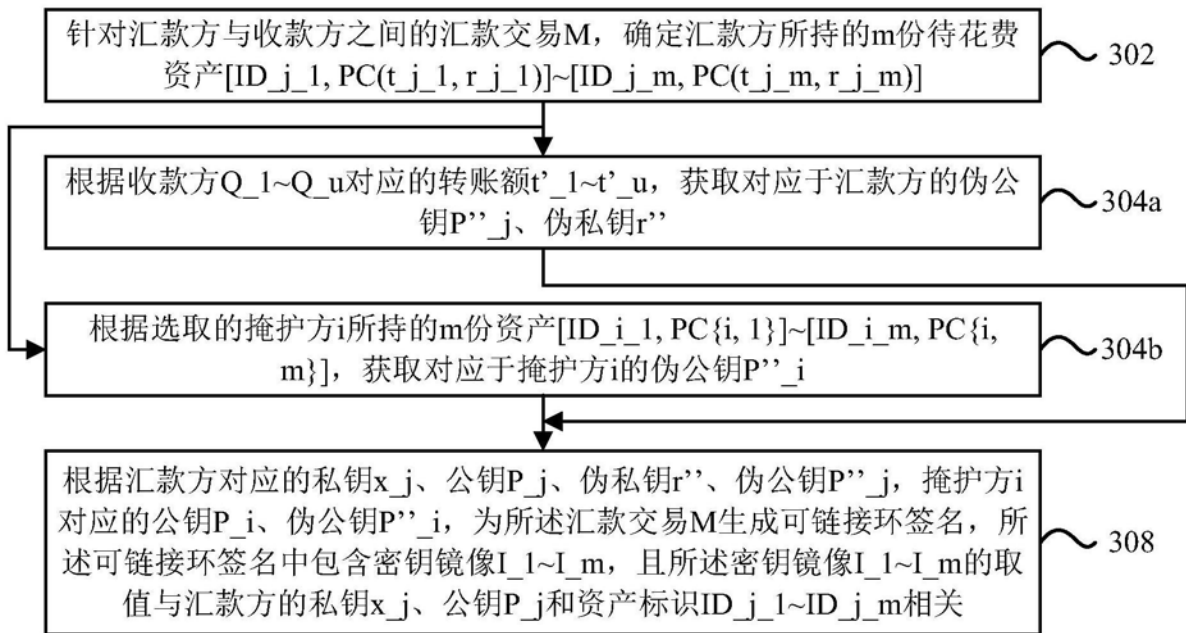 针对汇款方与收款方之间的汇款交易M，确定汇款方所持的m份待花费
资产[ID_j_1, PC(t_j_1, r_j_1)]~[ID_j_m, PC(t_j_m, r_j_m)]
302
根据收款方Q_1~Q_u对应的转账额t’_1~t’_u，获取对应于汇款方的伪公
钥P’’_j、伪私钥r’’
304a
根据选取的掩护方i所持的m份资产[ID_i_1, PC{i, 1}]~[ID_i_m, PC{i,
m}]，获取对应于掩护方i的伪公钥P’’_i
304b
根据汇款方对应的私钥x_j、公钥P_j、伪私钥r’’、伪公钥P’’_j，掩护方i
对应的公钥P_i、伪公钥P’’_i，为所述汇款交易M生成可链接环签名，所
述可链接环签名中包含密钥镜像I_1~I_m，且所述密钥镜像I_1~I_m的取
值与汇款方的私钥x_j、公钥P_j和资产标识ID_j_1~ID_j_m相关
308